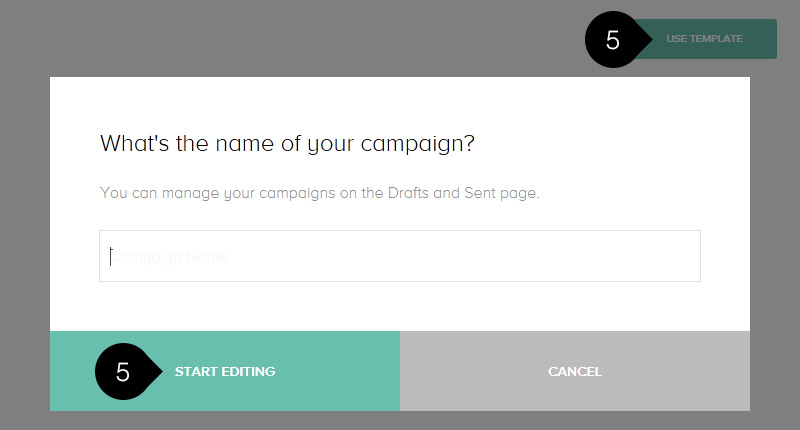 5 USE TEMPLATE
What's the name of your campaign?
You can manage your campaigns on the Drafts and Sent page.
Campaign Name
5 START EDITING
CANCEL